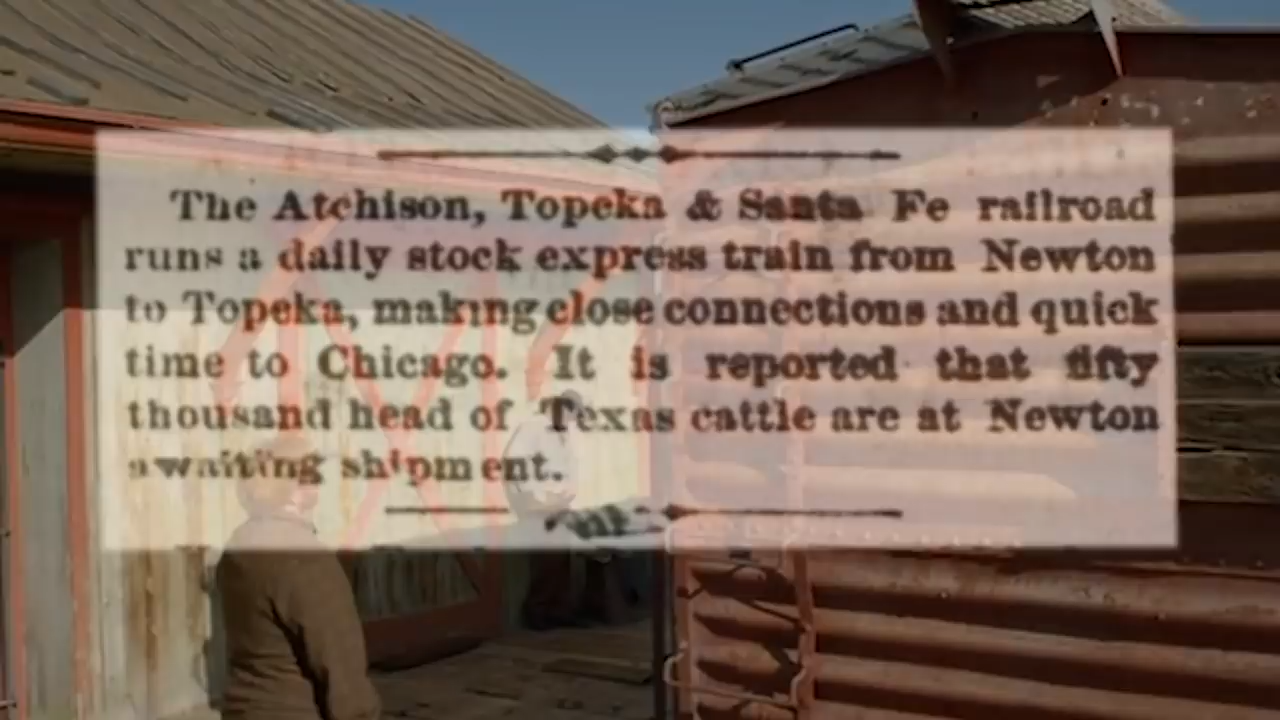 The Atchison, Topeka & Santa Fe railroad
runs a daily stock express train from Newton
to Topeka, making close connections and quick
time to Chicago. It is reported that fifty
thousand head of Texas cattle are at Newton
awaiting shipment.